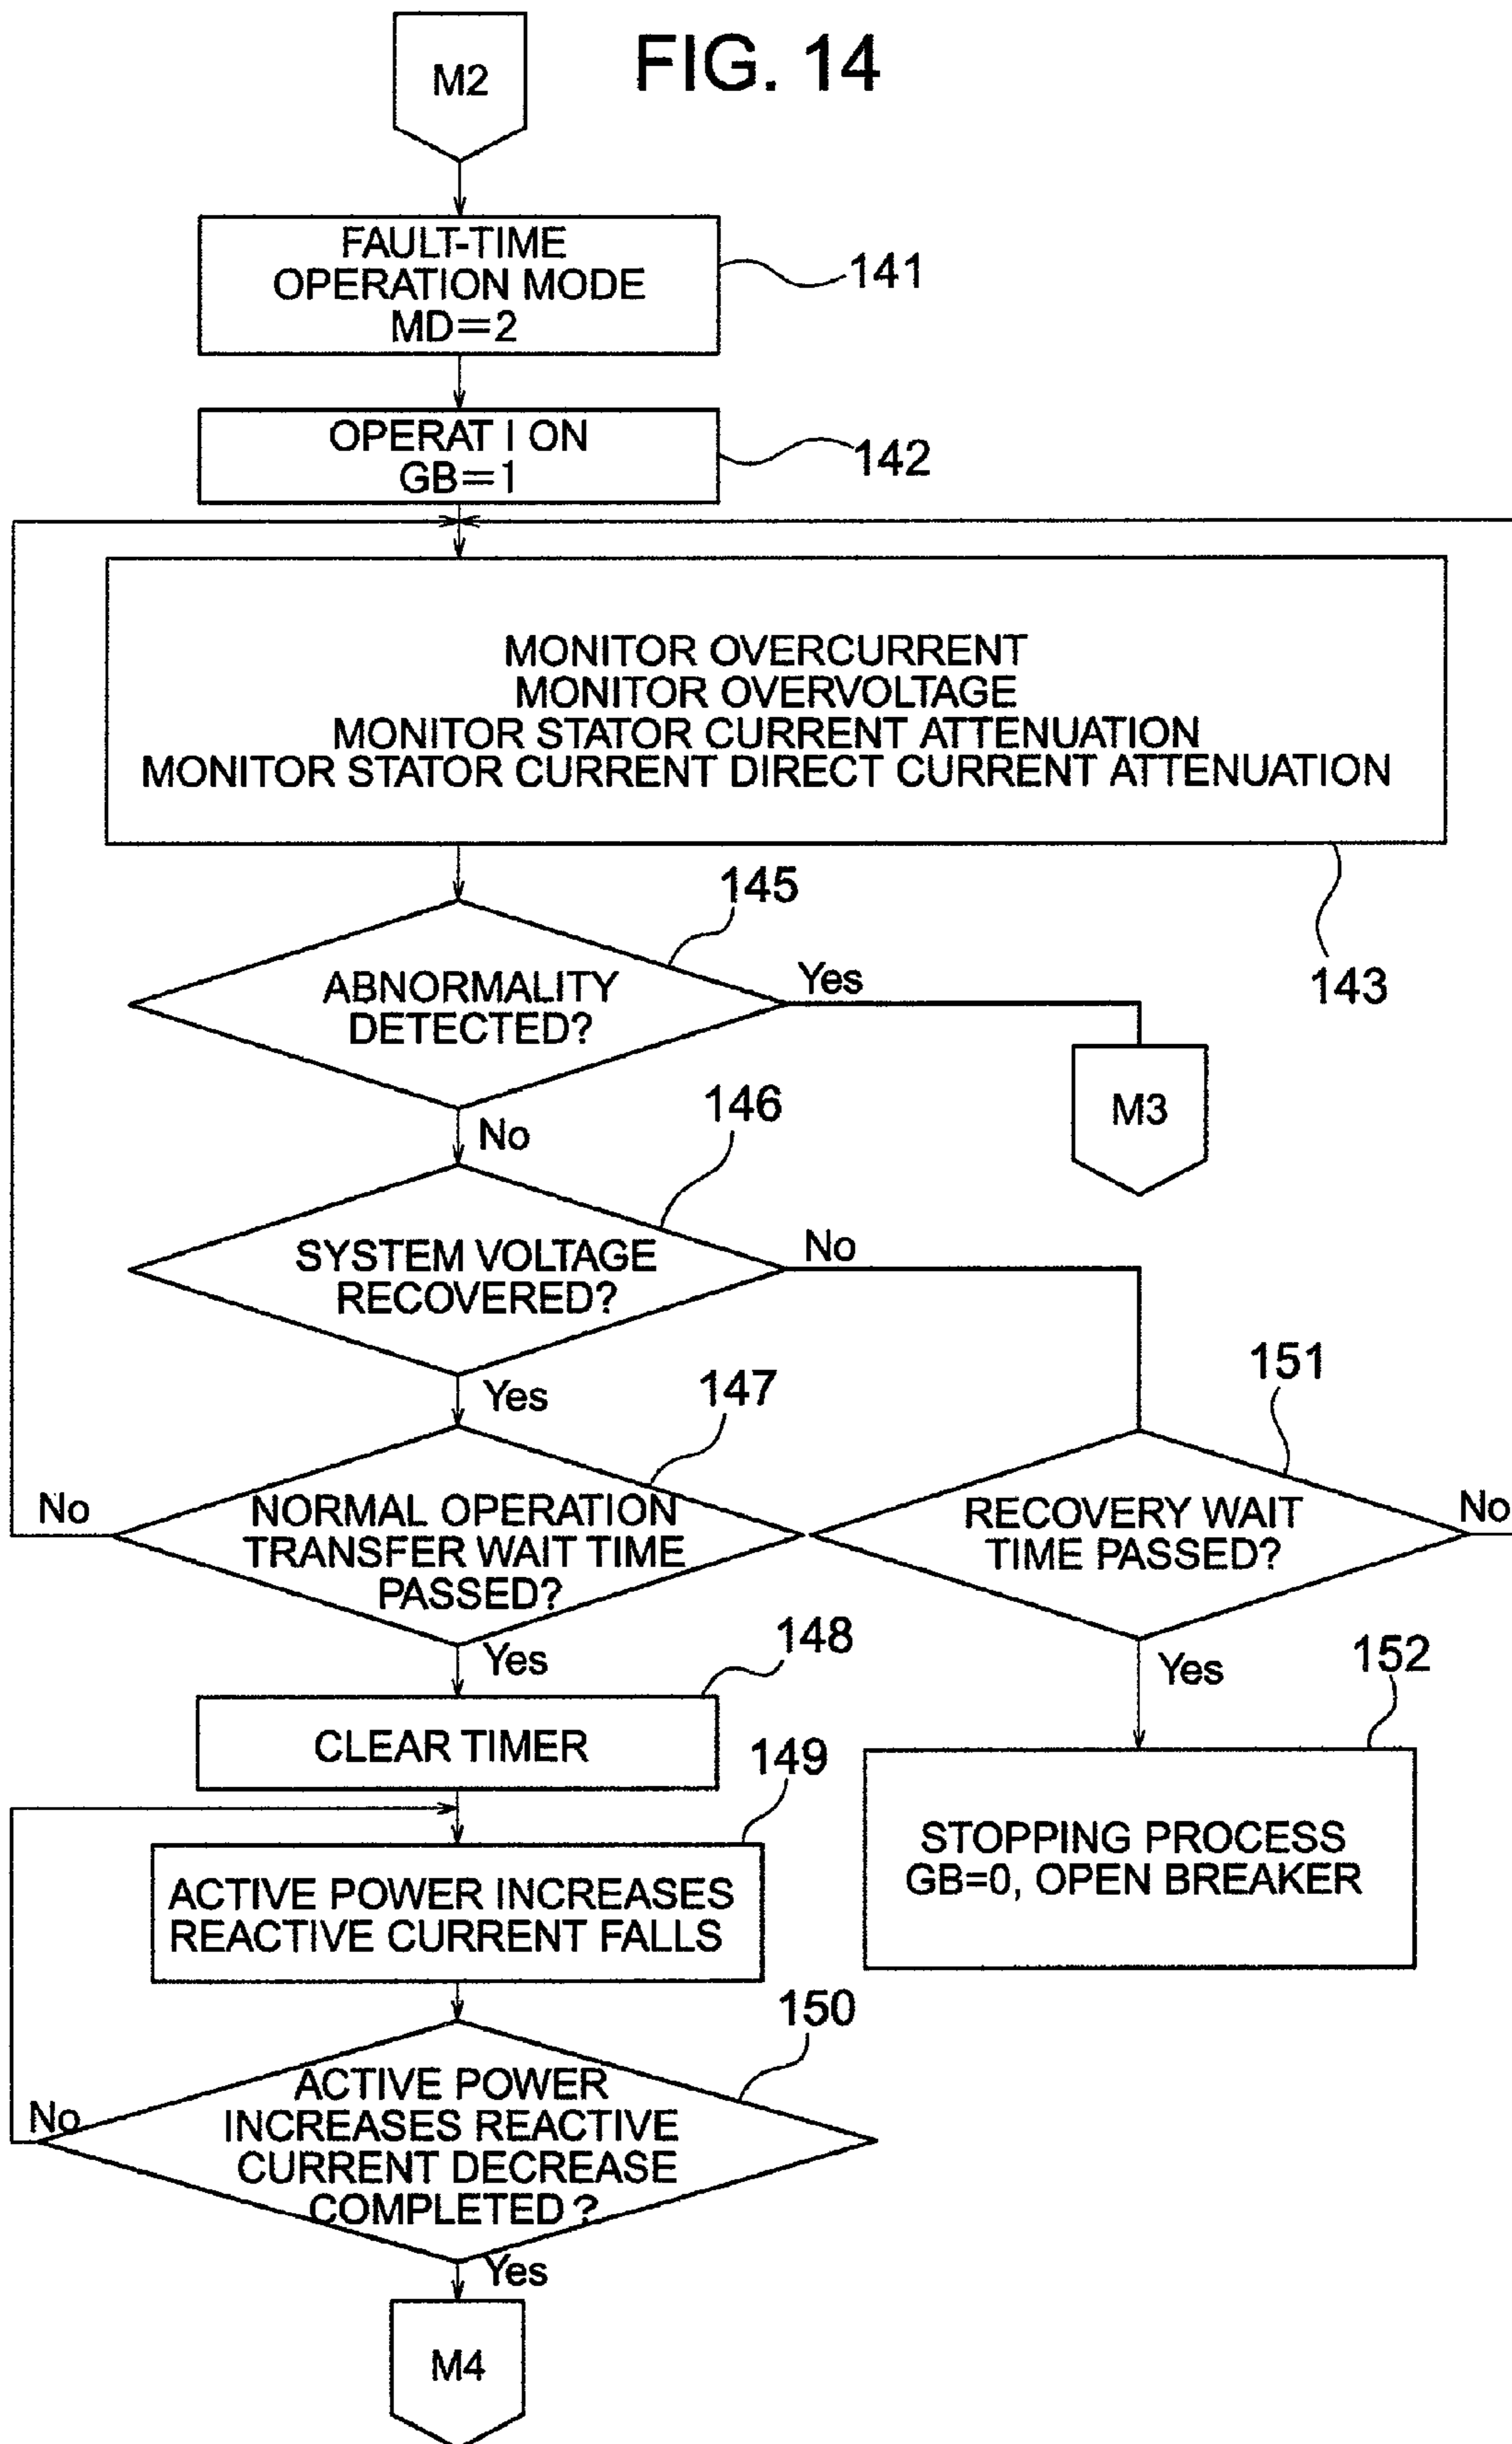 FIG. 14
M2
FAULT-TIME
OPERATION MODE
MD=2
141
OPERATION
GB=1
142
MONITOR OVERCURRENT
MONITOR OVERVOLTAGE
MONITOR STATOR CURRENT ATTENUATION
MONITOR STATOR CURRENT DIRECT CURRENT ATTENUATION
143
145
ABNORMALITY
DETECTED?
Yes
M3
No
146
SYSTEM VOLTAGE
RECOVERED?
No
Yes
147
NORMAL OPERATION
TRANSFER WAIT TIME
PASSED?
No
151
RECOVERY WAIT
TIME PASSED?
No
Yes
148
CLEAR TIMER
Yes
152
STOPPING PROCESS
GB=0, OPEN BREAKER
149
ACTIVE POWER INCREASES
REACTIVE CURRENT FALLS
150
ACTIVE POWER
INCREASES REACTIVE
CURRENT DECREASE
COMPLETED?
No
Yes
M4